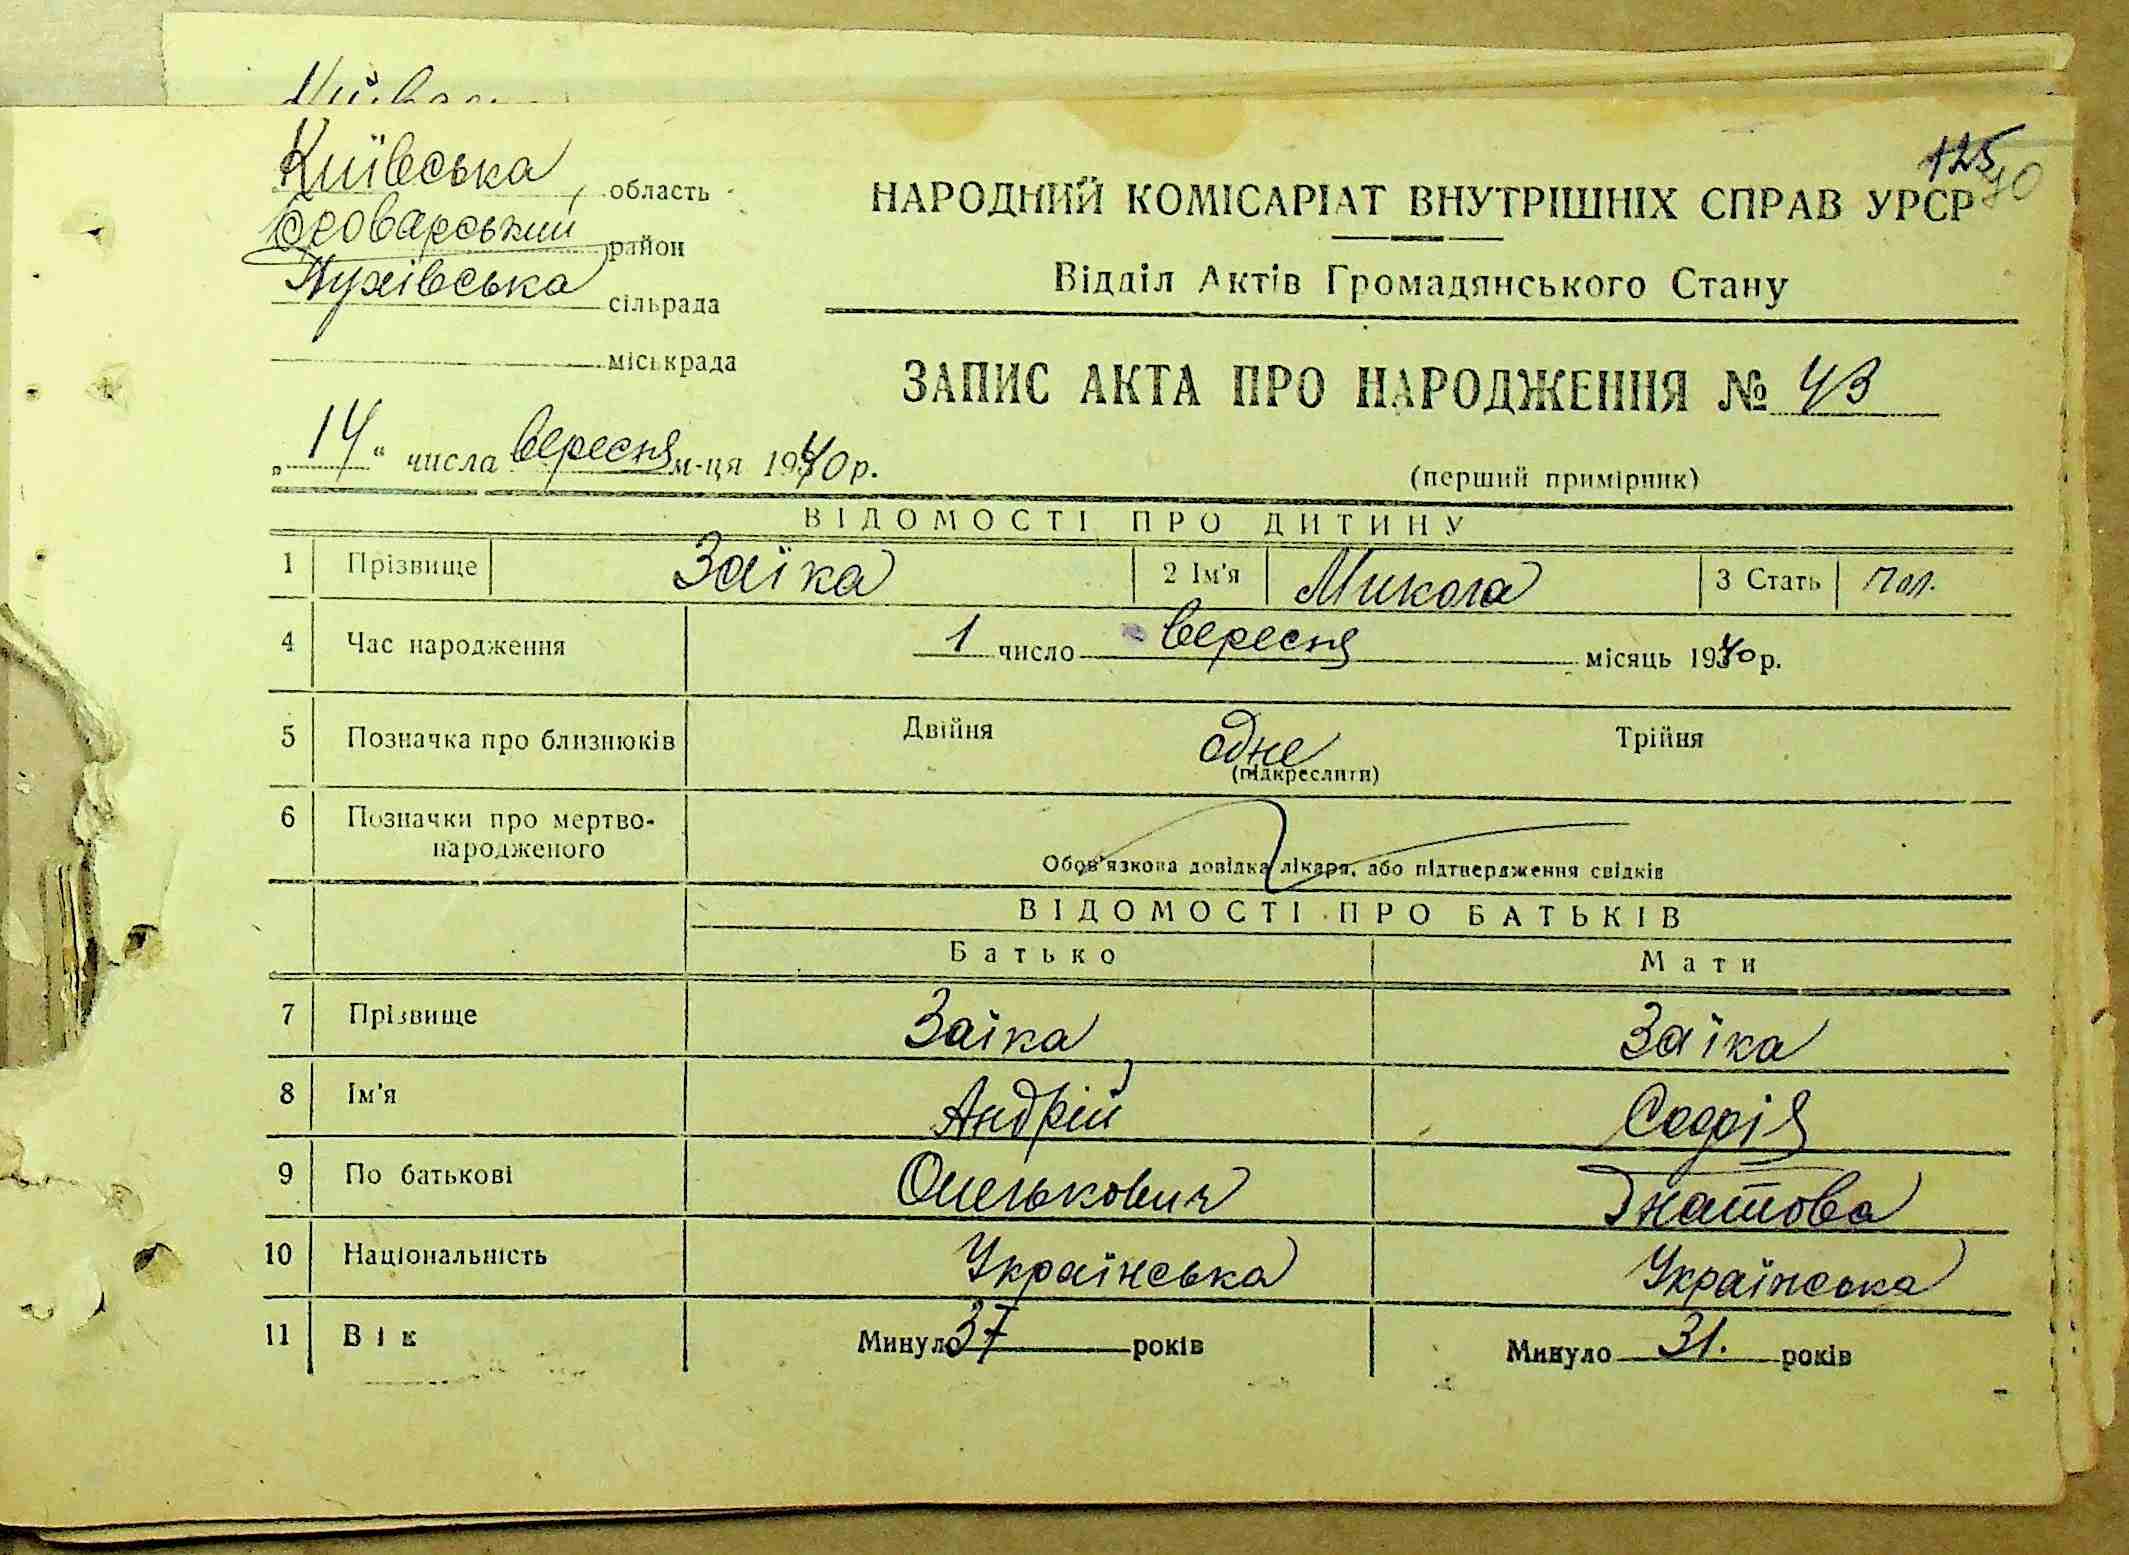 Київська область
Броварський район
Пухівська сільрада
міськрада
125
НАРОДНИЙ КОМІСАРІАТ ВНУТРІШНІХ СПРАВ УРСР
Відділ Актів Громадянського Стану
ЗАПИС АКТА ПРО НАРОДЖЕННЯ № 43
„14“ числа вересня м-ця 1940 р.
(перший примірник)
ВІДОМОСТІ ПРО ДИТИНУ
1 Прізвище Заїка 2 Ім'я Микола 3 Стать Чол.
4 Час народження 1 число вересня місяць 1940 р.
5 Позначка про близнюків Двійня одне Трійня
(підкреслити)
6 Позначки про мертво-
народженого
Обов'язкова довідка лікаря, або підтвердження свідків
ВІДОМОСТІ ПРО БАТЬКІВ
Батько Мати
7 Прізвище Заїка Заїка
8 Ім'я Андрій Софія
9 По батькові Омелькович Гнатова
10 Національність Українська Українська
11 Вік Минуло 37 років Минуло 31. років